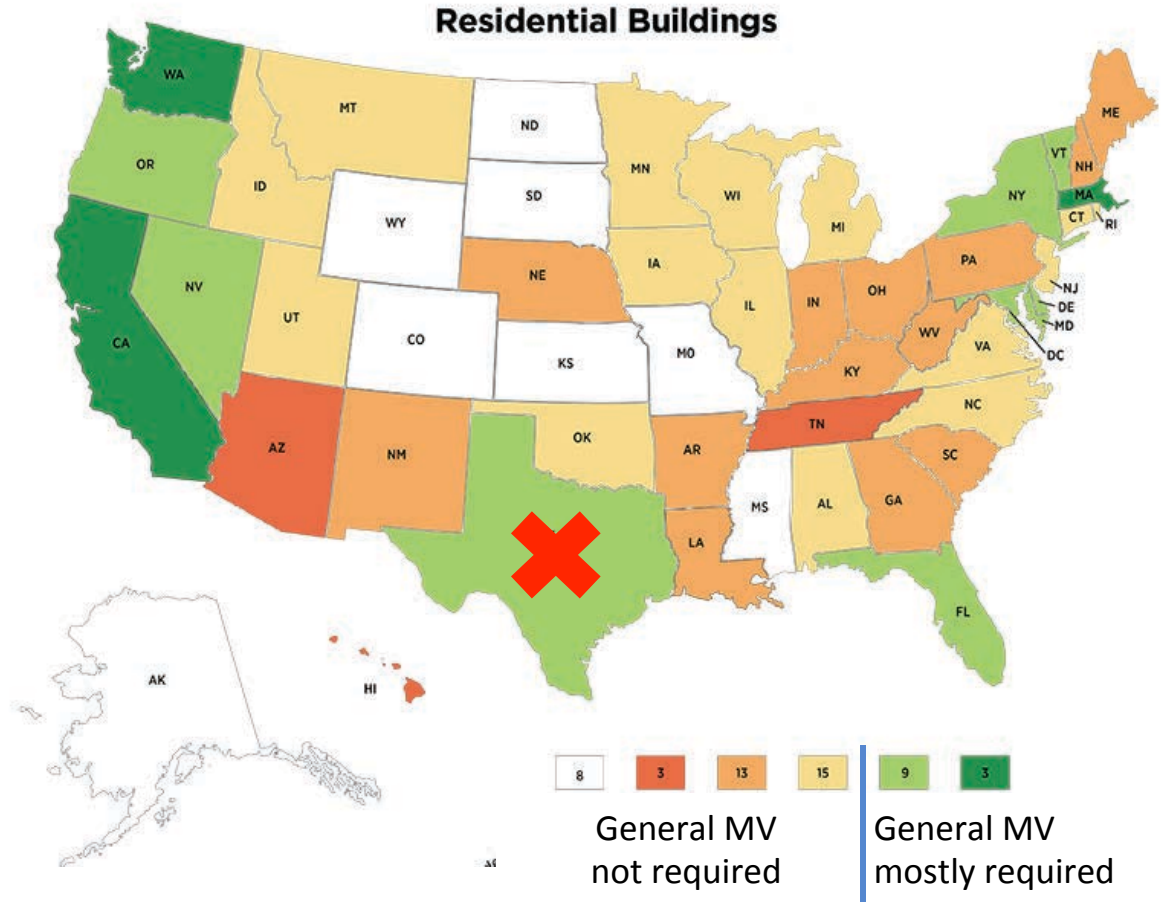 Residential Buildings
WA
MT
ND
ME
OR
ID
MN
VT
NH
SD
WI
NY
MA
WY
MI
CT
RI
IA
PA
NE
NV
IL
IN
OH
NJ
UT
DE
MD
CO
WV
CA
VA
DC
KS
MO
KY
NC
TN
AZ
NM
OK
AR
SC
MS
AL
GA
LA
FL
AK
HI
8 3 13 15 9 3
General MV
not required
General MV
mostly required